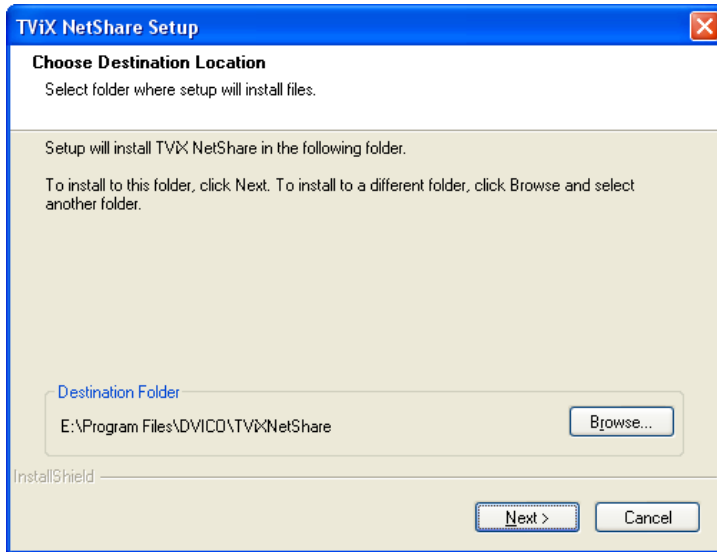 TViX NetShare Setup
Choose Destination Location
Select folder where setup will install files.
Setup will install TViX NetShare in the following folder.
To install to this folder, click Next. To install to a different folder, click Browse and select
another folder.
Destination Folder
E:\Program Files\DVICO\TViXNetShare
Browse...
InstallShield
Next >
Cancel